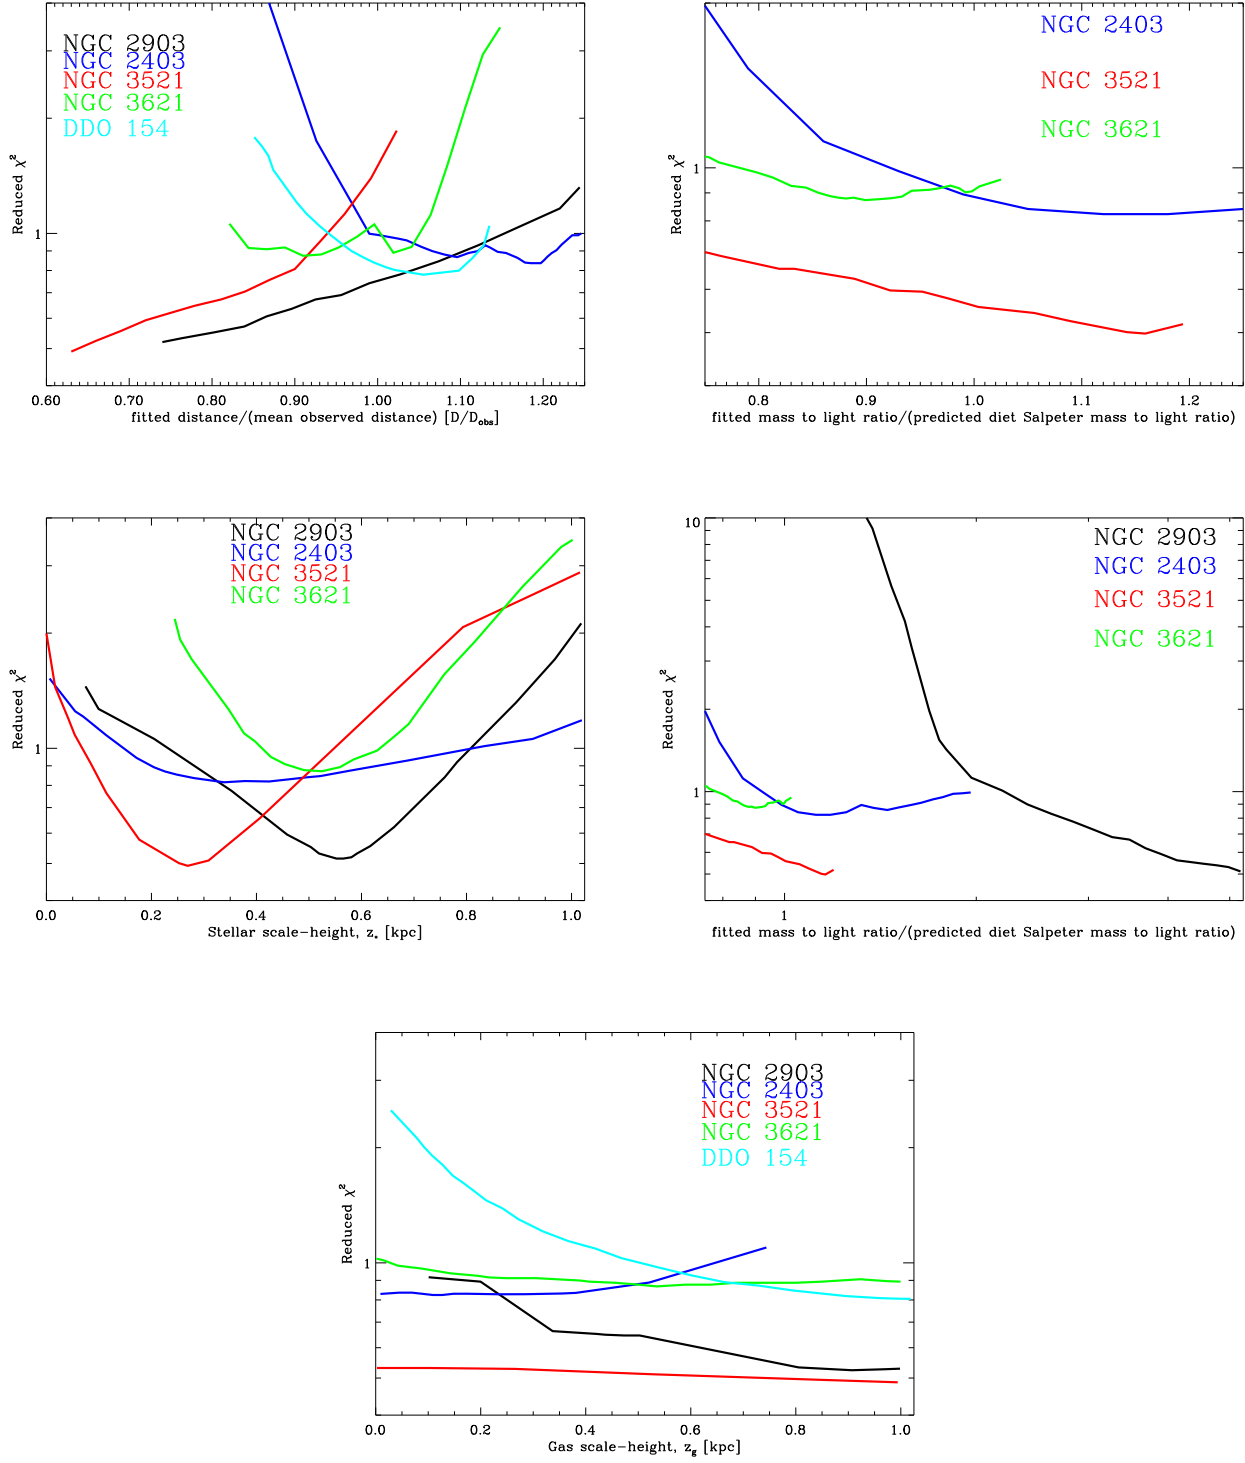 NGC 2903
NGC 2403
NGC 3521
NGC 3621
DDO 154
Reduced χ²
1
0.60 0.70 0.80 0.90 1.00 1.10 1.20
fitted distance/(mean observed distance) [D/Dobs]
NGC 2403
NGC 3521
NGC 3621
Reduced χ²
1
0.8 0.9 1.0 1.1 1.2
fitted mass to light ratio/(predicted diet Salpeter mass to light ratio)
NGC 2903
NGC 2403
NGC 3521
NGC 3621
Reduced χ²
1
0.0 0.2 0.4 0.6 0.8 1.0
Stellar scale-height, z* [kpc]
10
NGC 2903
NGC 2403
NGC 3521
NGC 3621
Reduced χ²
1
1
fitted mass to light ratio/(predicted diet Salpeter mass to light ratio)
NGC 2903
NGC 2403
NGC 3521
NGC 3621
DDO 154
Reduced χ²
1
0.0 0.2 0.4 0.6 0.8 1.0
Gas scale-height, zg [kpc]